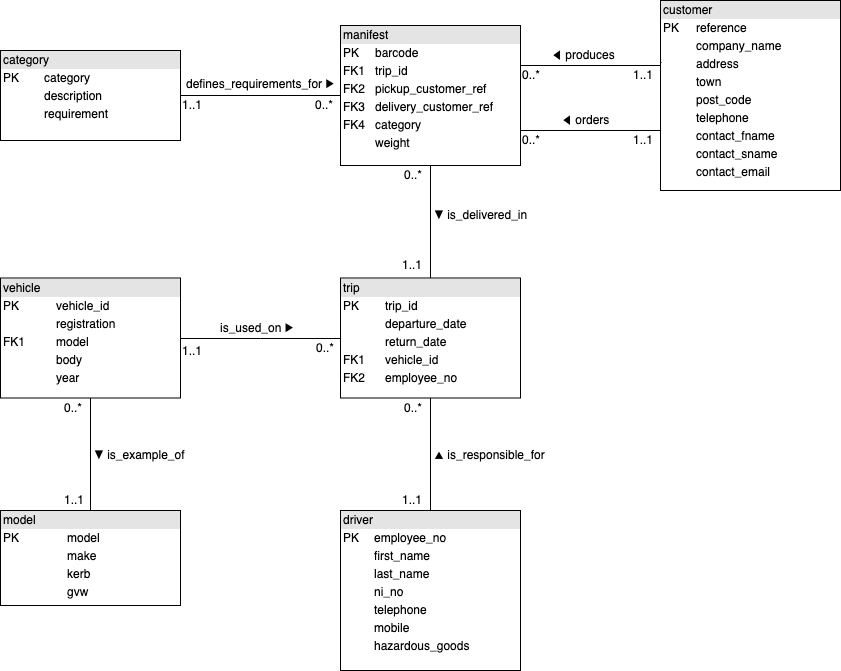 customer
PK reference
company_name
address
town
post_code
telephone
contact_fname
contact_sname
contact_email
manifest
PK barcode
FK1 trip_id
FK2 pickup_customer_ref
FK3 delivery_customer_ref
FK4 category
weight
category
PK category
description
requirement
defines_requirements_for ▶
1..1 0..*
◀ produces
0..* 1..1
◀ orders
0..* 1..1
0..*
▼ is_delivered_in
1..1
vehicle
PK vehicle_id
registration
FK1 model
body
year
is_used_on ▶
1..1 0..*
trip
PK trip_id
departure_date
return_date
FK1 vehicle_id
FK2 employee_no
0..*
▼ is_example_of
1..1
0..*
▲ is_responsible_for
1..1
model
PK model
make
kerb
gvw
driver
PK employee_no
first_name
last_name
ni_no
telephone
mobile
hazardous_goods